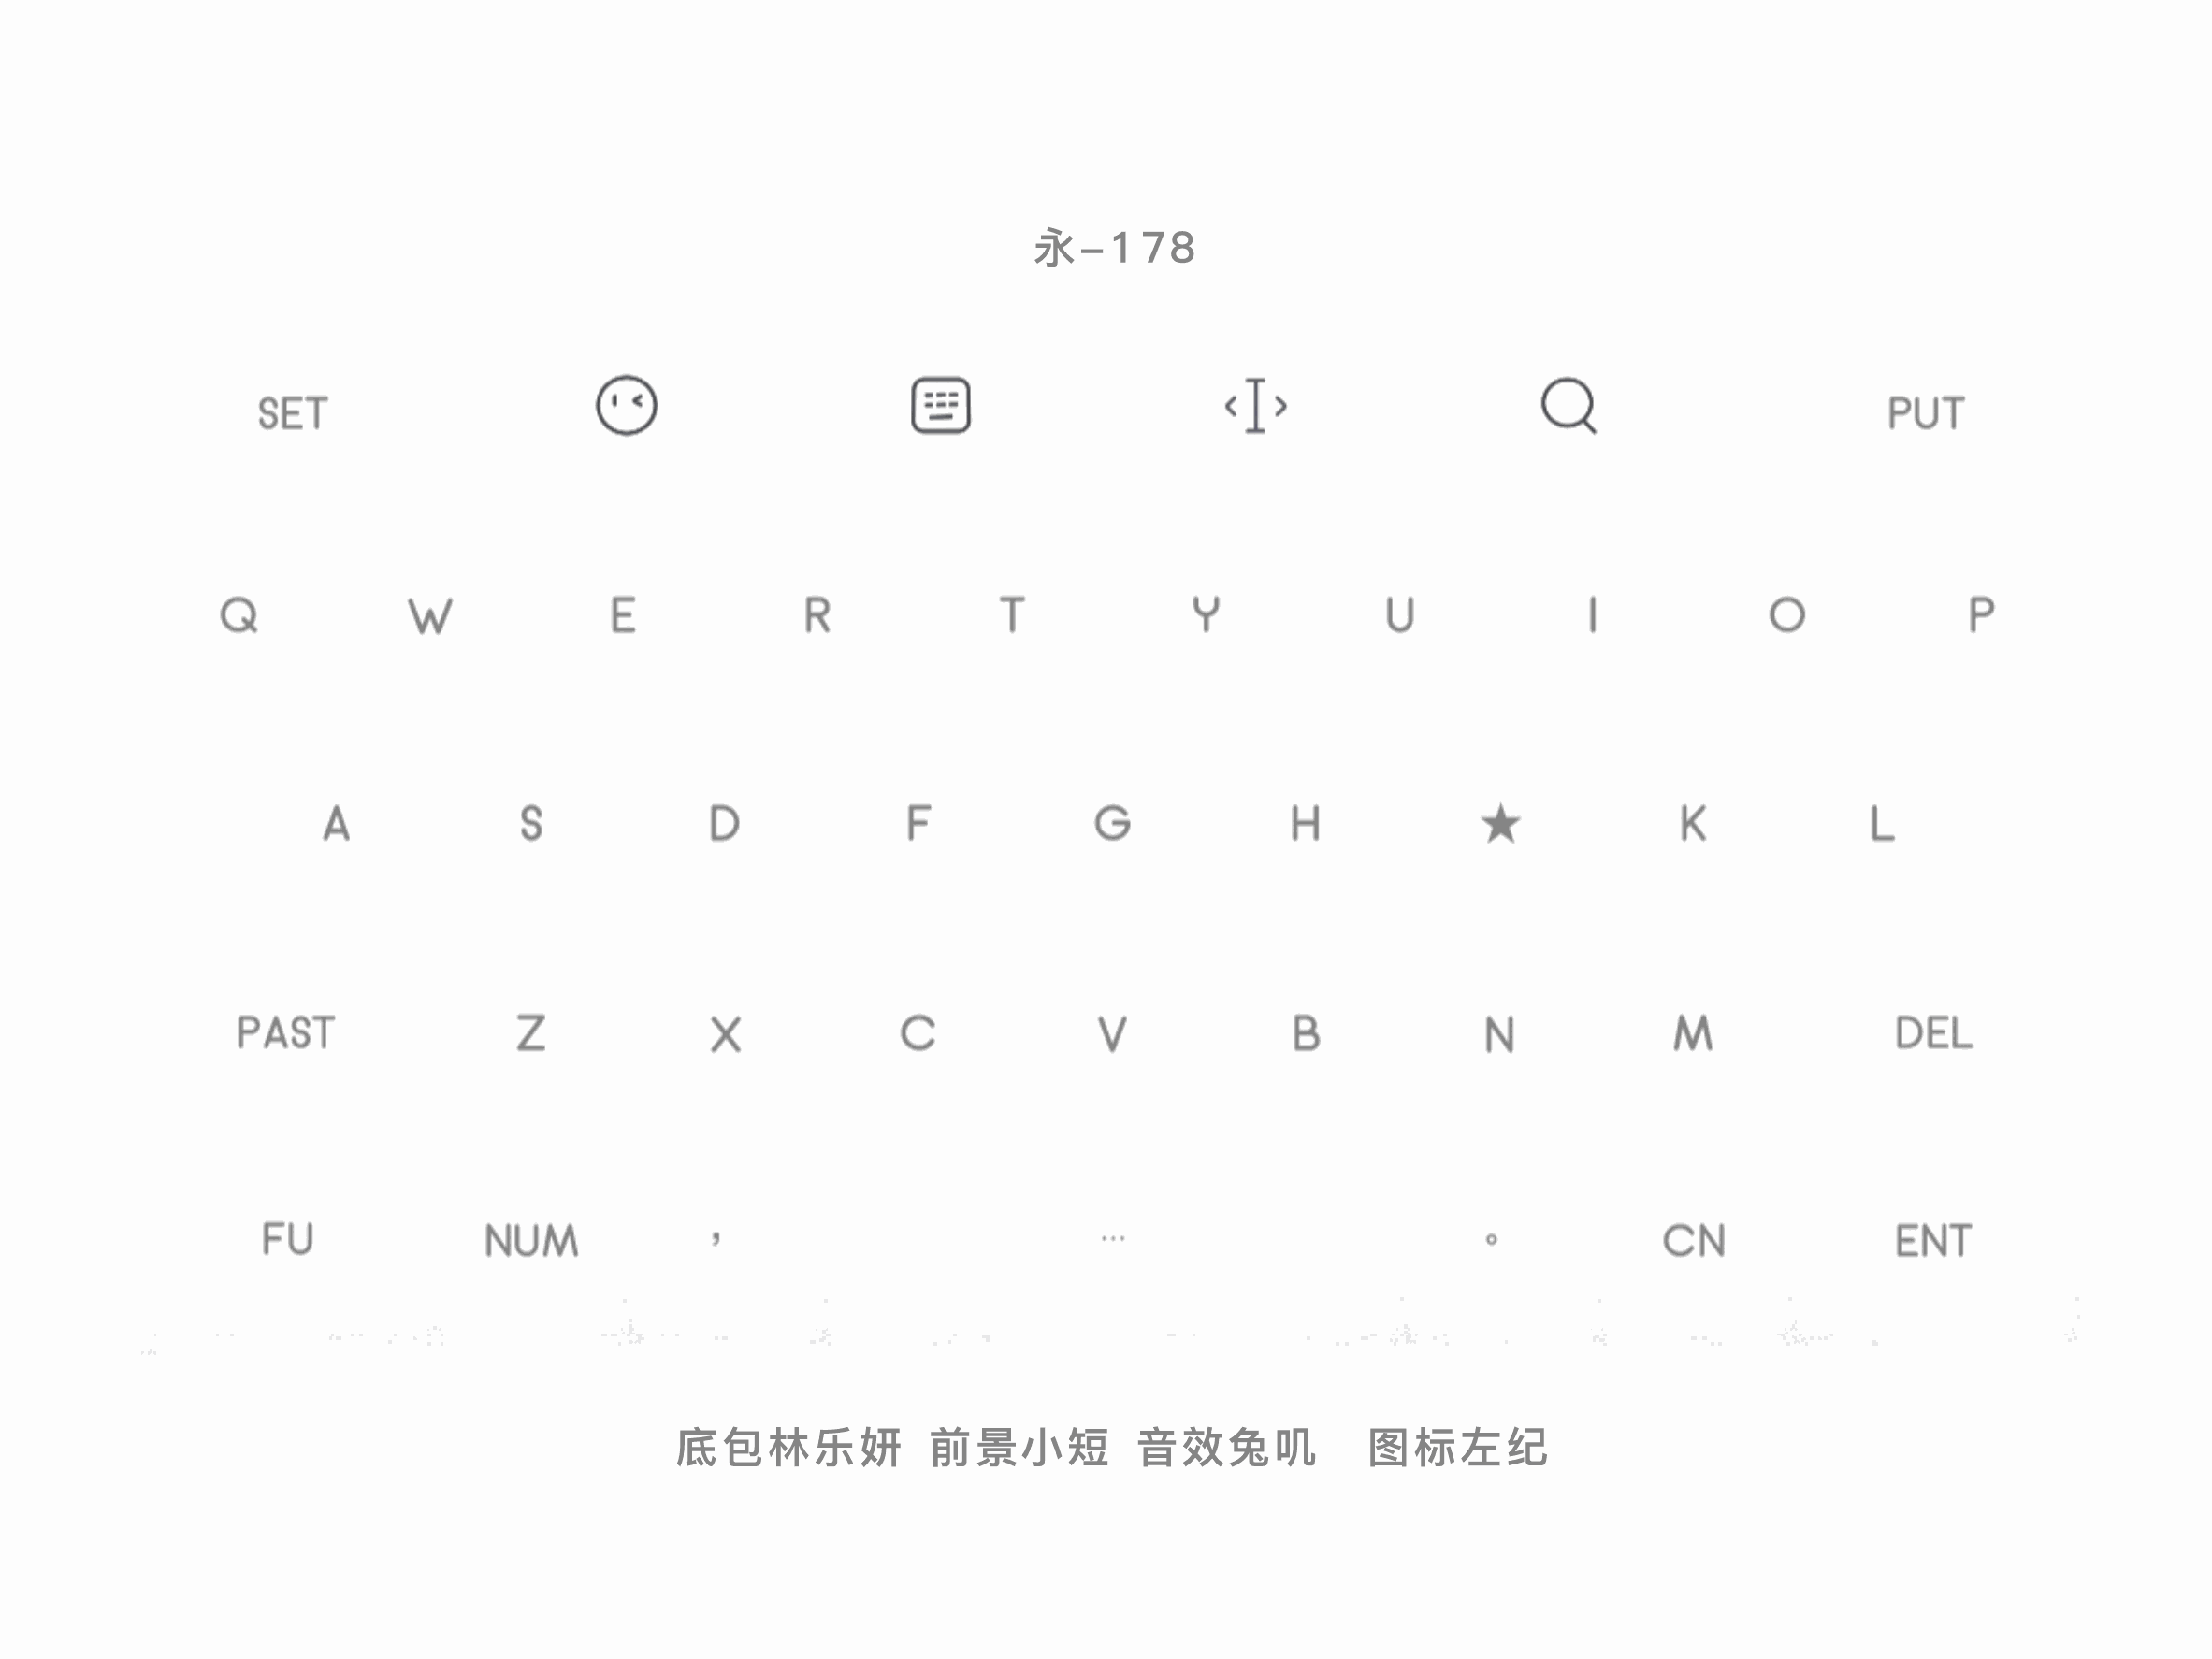 永–178
SET PUT
Q W E R T Y U I O P
A S D F G H ★ K L
PAST Z X C V B N M DEL
FU NUM , … 。 CN ENT
底包林乐妍 前景小短 音效兔叽 图标左纪